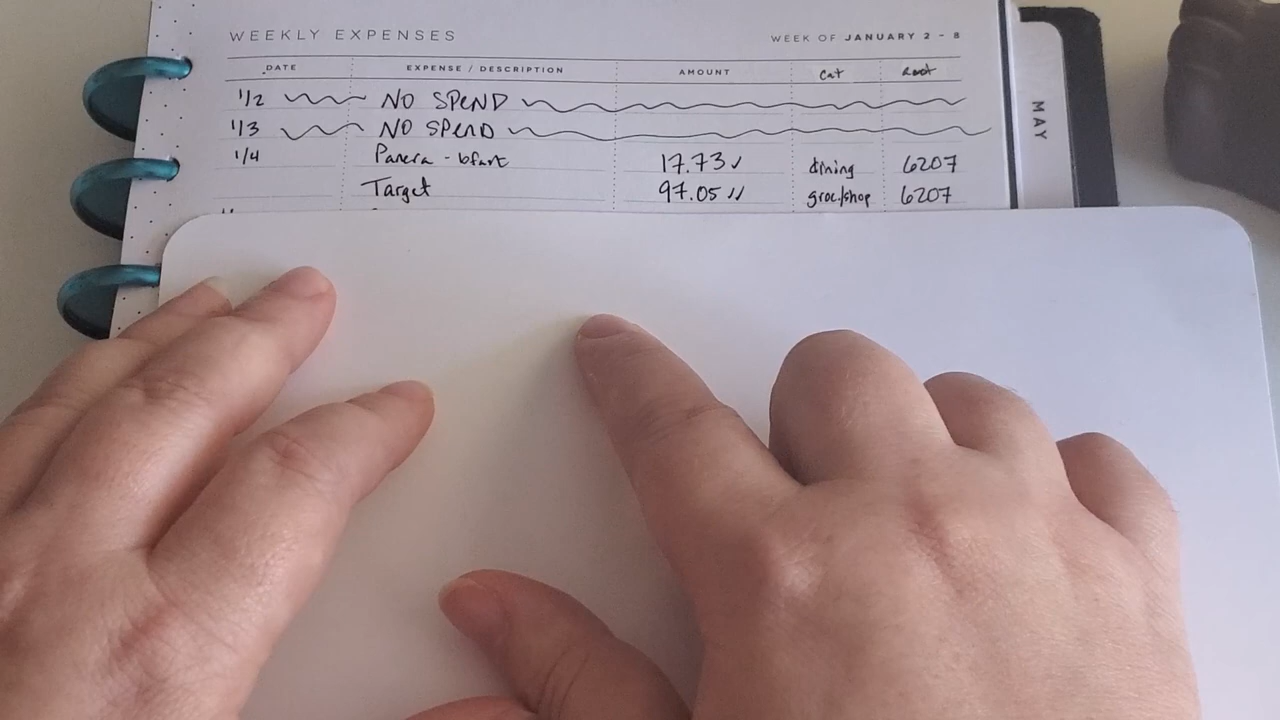 WEEKLY EXPENSES WEEK OF JANUARY 2 - 8
DATE EXPENSE / DESCRIPTION AMOUNT cat acct
1/2 NO SPEND
1/3 NO SPEND
1/4 Panera - bfast 17.73 ✓ dining 6207
Target 97.05 ✓✓ groc/shop 6207
MAY